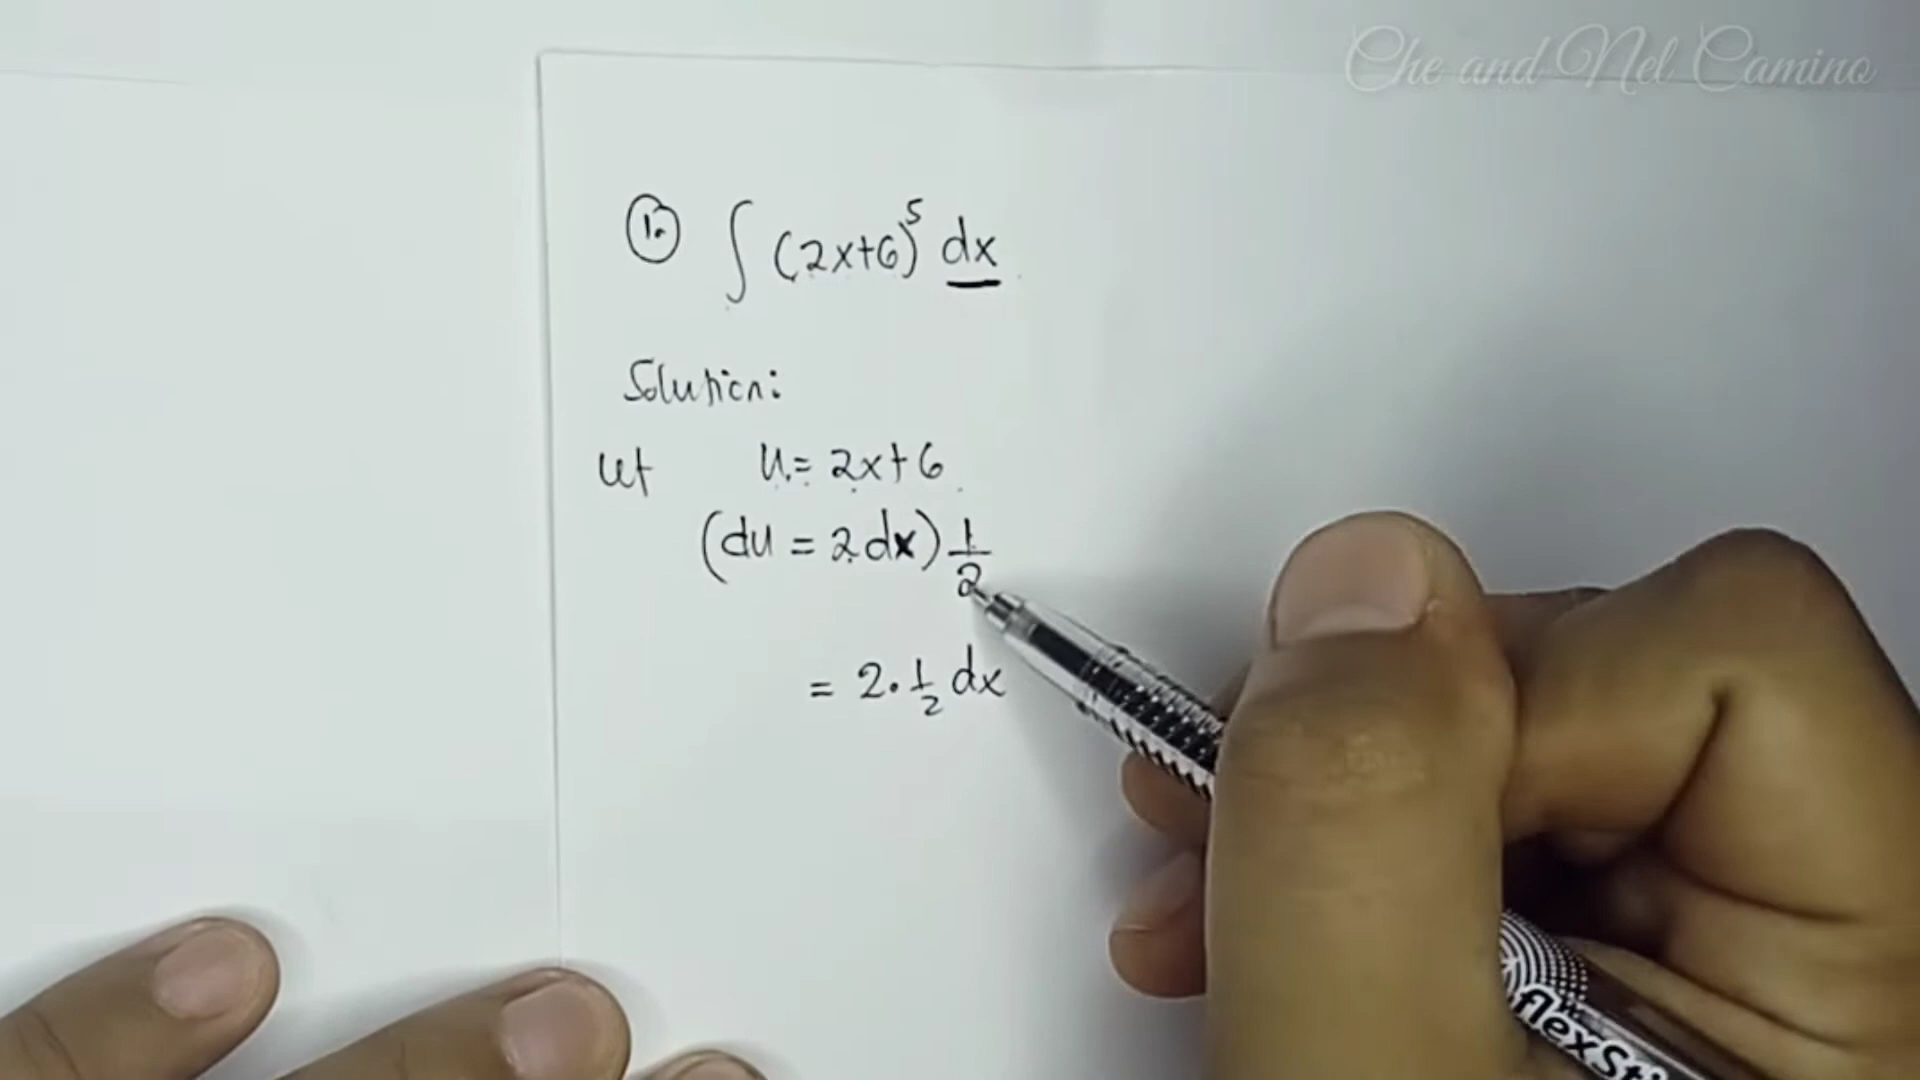 Che and Nel Camino
1. ∫ (2x+6)^5 dx
Solution:
Let u = 2x+6
(du = 2dx) 1/2
= 2 · 1/2 dx
flexSti